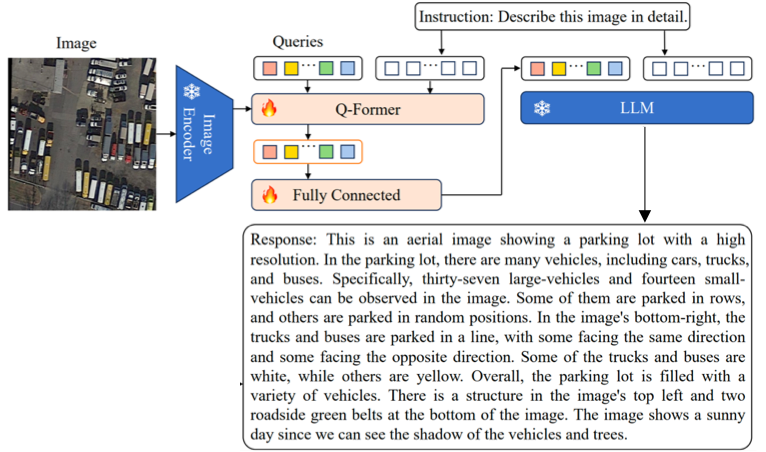 Instruction: Describe this image in detail.
Image
Queries
Image Encoder
Q-Former
LLM
Fully Connected
Response: This is an aerial image showing a parking lot with a high
resolution. In the parking lot, there are many vehicles, including cars, trucks,
and buses. Specifically, thirty-seven large-vehicles and fourteen small-
vehicles can be observed in the image. Some of them are parked in rows,
and others are parked in random positions. In the image's bottom-right, the
trucks and buses are parked in a line, with some facing the same direction
and some facing the opposite direction. Some of the trucks and buses are
white, while others are yellow. Overall, the parking lot is filled with a
variety of vehicles. There is a structure in the image's top left and two
roadside green belts at the bottom of the image. The image shows a sunny
day since we can see the shadow of the vehicles and trees.